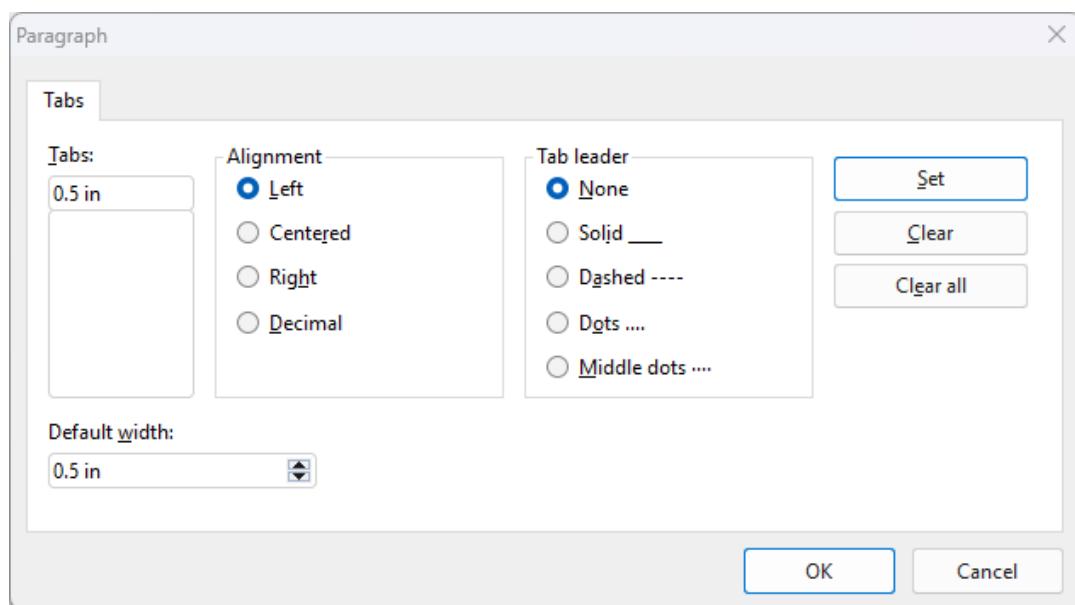 Paragraph
Tabs
Tabs:
0.5 in
Alignment
Left
Centered
Right
Decimal
Tab leader
None
Solid ___
Dashed ----
Dots ....
Middle dots ····
Set
Clear
Clear all
Default width:
0.5 in
OK
Cancel